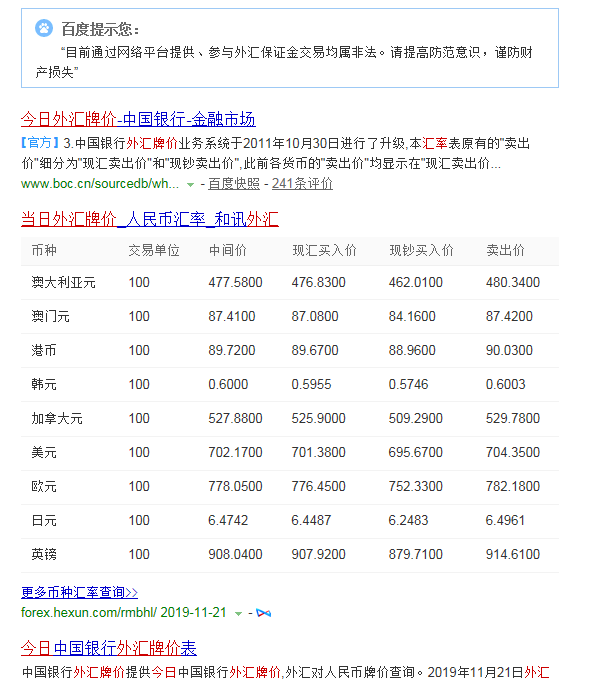 百度提示您：
“目前通过网络平台提供、参与外汇保证金交易均属非法。请提高防范意识，谨防财
产损失”
今日外汇牌价-中国银行-金融市场
【官方】3.中国银行外汇牌价业务系统于2011年10月30日进行了升级,本汇率表原有的"卖出
价"细分为"现汇卖出价"和"现钞卖出价",此前各货币的"卖出价"均显示在"现汇卖出价...
www.boc.cn/sourcedb/wh... - 百度快照 - 241条评价
当日外汇牌价_人民币汇率_和讯外汇
币种 交易单位 中间价 现汇买入价 现钞买入价 卖出价
澳大利亚元 100 477.5800 476.8300 462.0100 480.3400
澳门元 100 87.4100 87.0800 84.1600 87.4200
港币 100 89.7200 89.6700 88.9600 90.0300
韩元 100 0.6000 0.5955 0.5746 0.6003
加拿大元 100 527.8800 525.9000 509.2900 529.7800
美元 100 702.1700 701.3800 695.6700 704.3500
欧元 100 778.0500 776.4500 752.3300 782.1800
日元 100 6.4742 6.4487 6.2483 6.4961
英镑 100 908.0400 907.9200 879.7100 914.6100
更多币种汇率查询>>
forex.hexun.com/rmbhl/ 2019-11-21 -
今日中国银行外汇牌价表
中国银行外汇牌价提供今日中国银行外汇牌价,外汇对人民币牌价查询。2019年11月21日外汇